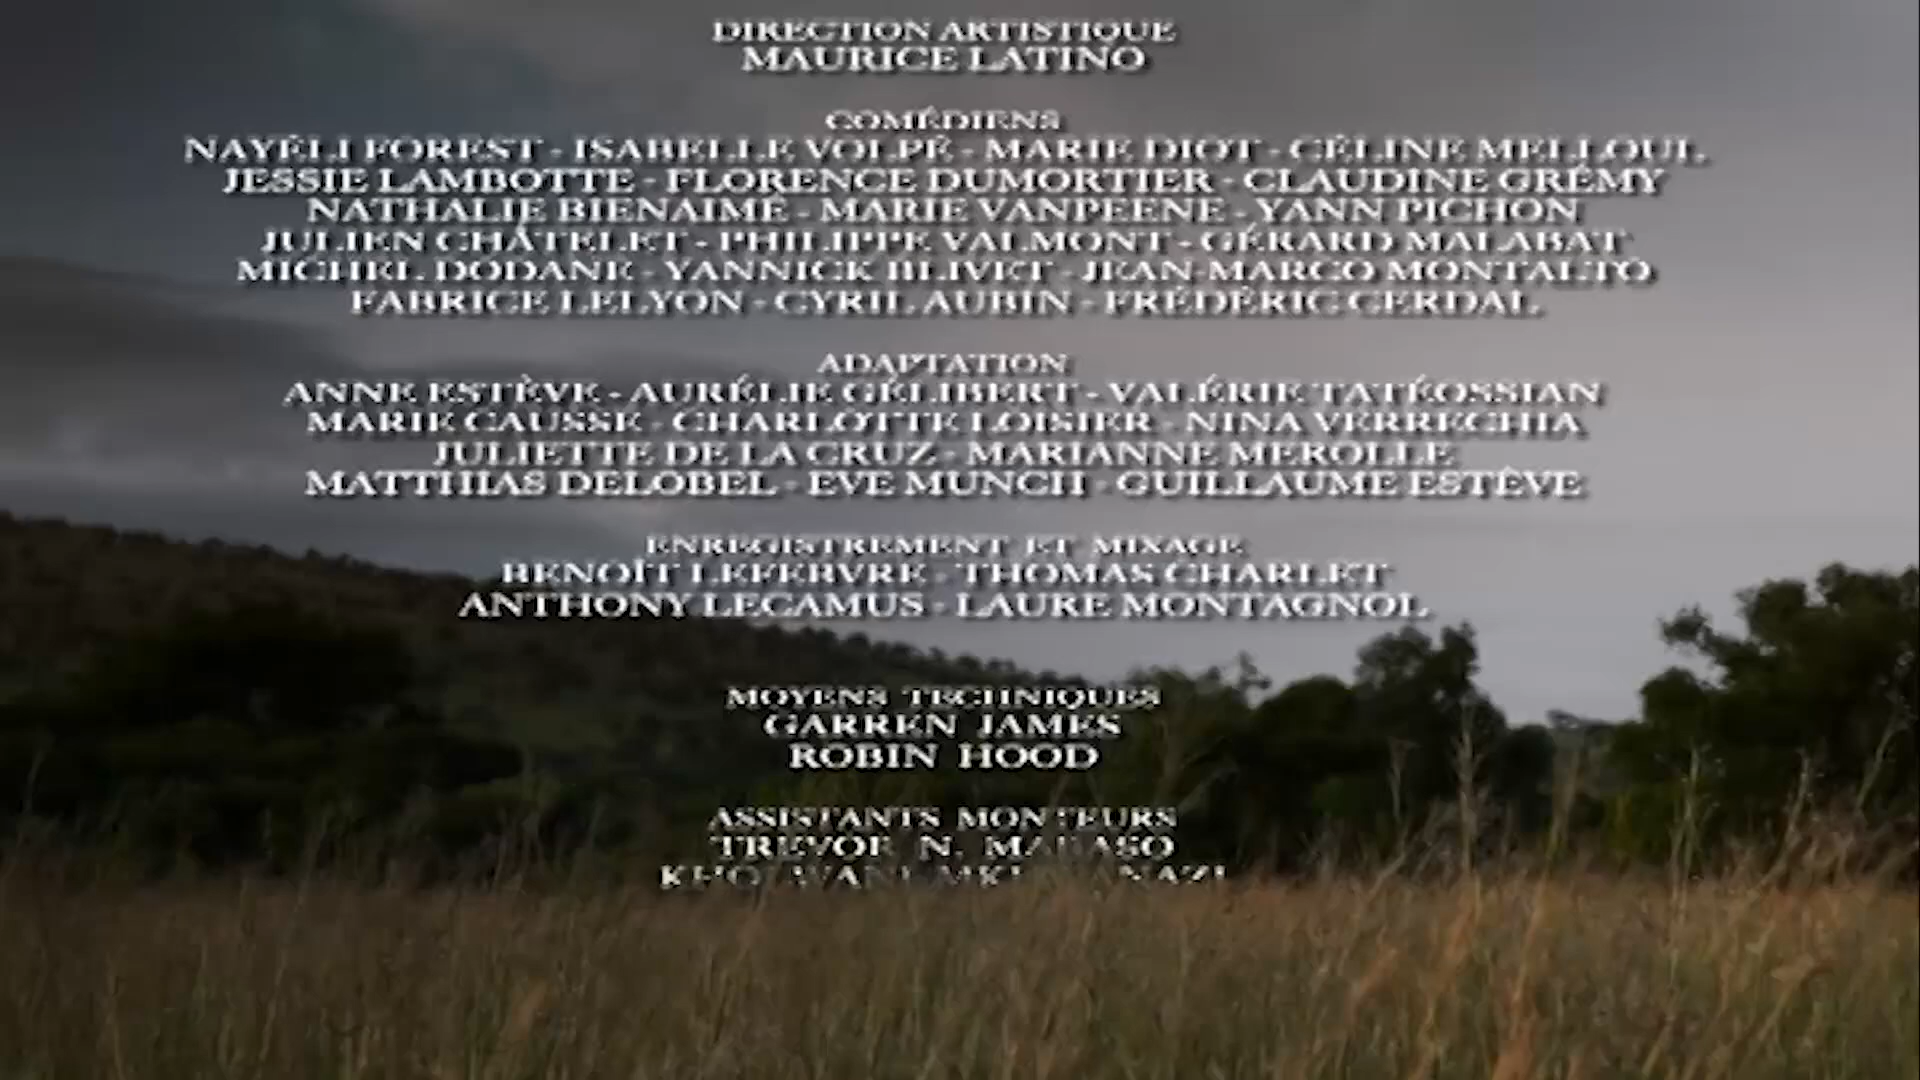 DIRECTION ARTISTIQUE
MAURICE LATINO
COMÉDIENS
NAYÉLI FOREST - ISABELLE VOLPÉ - MARIE DIOT - CÉLINE MELLOUL
JESSIE LAMBOTTE - FLORENCE DUMORTIER - CLAUDINE GRÉMY
NATHALIE BIENAIMÉ - MARIE VANPEENE - YANN PICHON
JULIEN CHÂTELET - PHILIPPE VALMONT - GÉRARD MALABAT
MICHEL DODANE - YANNICK BLIVET - JEAN-MARCO MONTALTO
FABRICE LELYON - CYRIL AUBIN - FRÉDÉRIC CERDAL
ADAPTATION
ANNE ESTÈVE - AURÉLIE GÉLIBERT - VALÉRIE TATÉOSSIAN
MARIE CAUSSE - CHARLOTTE LOISIER - NINA VERRECHIA
JULIETTE DE LA CRUZ - MARIANNE MEROLLE
MATTHIAS DELOBEL - EVE MUNCH - GUILLAUME ESTÈVE
ENREGISTREMENT ET MIXAGE
BENOÎT LEFEBVRE - THOMAS CHARLET
ANTHONY LECAMUS - LAURE MONTAGNOL
MOYENS TECHNIQUES
GARREN JAMES
ROBIN HOOD
ASSISTANTS MONTEURS
TREVOR N.